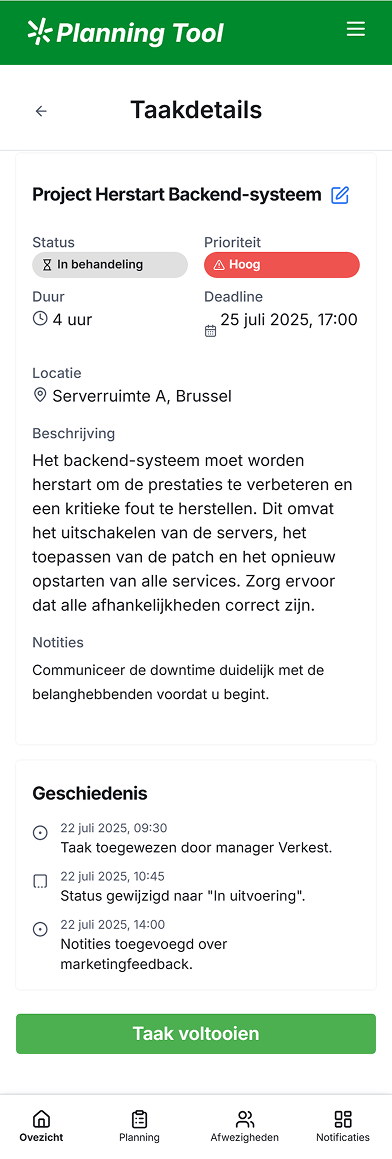 Planning Tool
Taakdetails
Project Herstart Backend-systeem
Status
Prioriteit
In behandeling
Hoog
Duur
Deadline
4 uur
25 juli 2025, 17:00
Locatie
Serverruimte A, Brussel
Beschrijving
Het backend-systeem moet worden
herstart om de prestaties te verbeteren en
een kritieke fout te herstellen. Dit omvat
het uitschakelen van de servers, het
toepassen van de patch en het opnieuw
opstarten van alle services. Zorg ervoor
dat alle afhankelijkheden correct zijn.
Notities
Communiceer de downtime duidelijk met de
belanghebbenden voordat u begint.
Geschiedenis
22 juli 2025, 09:30
Taak toegewezen door manager Verkest.
22 juli 2025, 10:45
Status gewijzigd naar "In uitvoering".
22 juli 2025, 14:00
Notities toegevoegd over
marketingfeedback.
Taak voltooien
Ovezicht
Planning
Afwezigheden
Notificaties